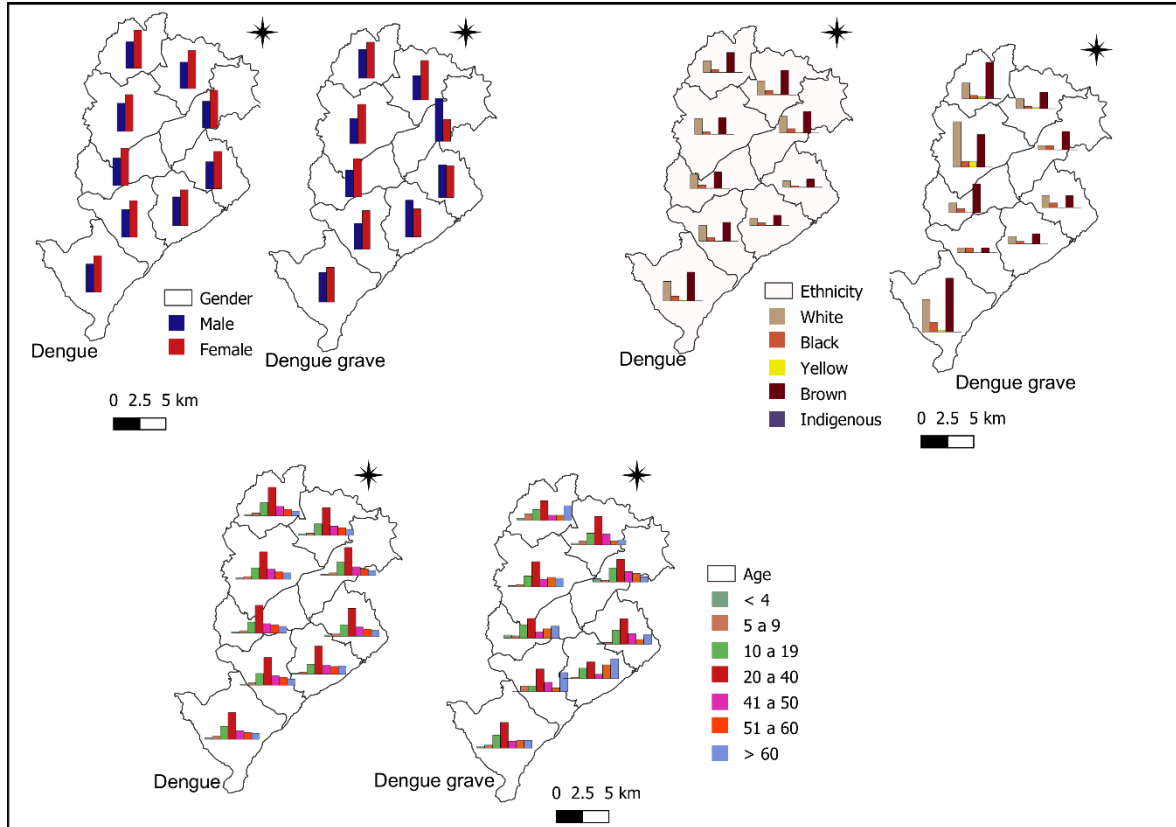 Gender
Male
Female
Dengue
Dengue grave
0 2.5 5 km
Ethnicity
White
Black
Yellow
Brown
Indigenous
Dengue
Dengue grave
0 2.5 5 km
Age
< 4
5 a 9
10 a 19
20 a 40
41 a 50
51 a 60
> 60
Dengue
Dengue grave
0 2.5 5 km